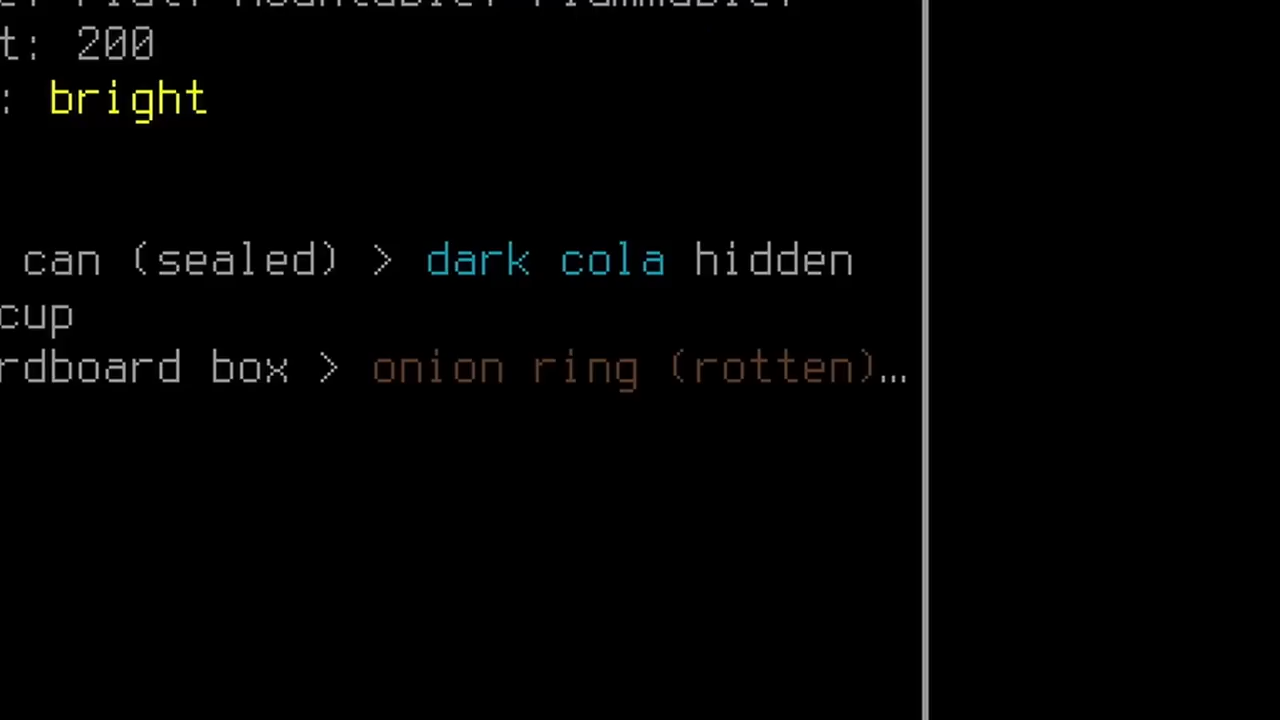 t: 200
: bright
can (sealed) > dark cola hidden
cup
rdboard box > onion ring (rotten)…